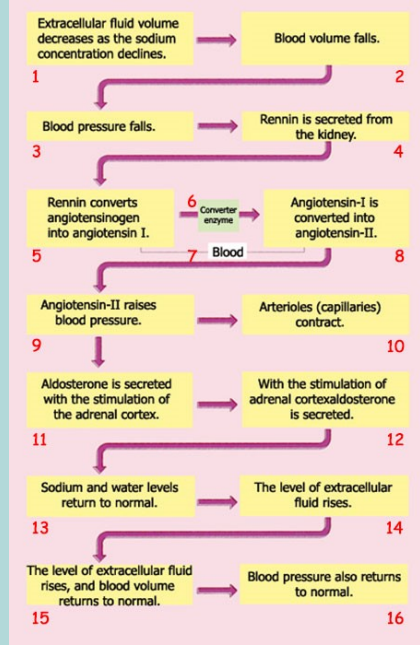 Extracellular fluid volume
decreases as the sodium
concentration declines.
1
Blood volume falls.
2
Blood pressure falls.
3
Rennin is secreted from
the kidney.
4
Rennin converts
angiotensinogen
into angiotensin I.
5
6
Converter
enzyme
7
Blood
Angiotensin-I is
converted into
angiotensin-II.
8
Angiotensin-II raises
blood pressure.
9
Arterioles (capillaries)
contract.
10
Aldosterone is secreted
with the stimulation of
the adrenal cortex.
11
With the stimulation of
adrenal cortexaldosterone
is secreted.
12
Sodium and water levels
return to normal.
13
The level of extracellular
fluid rises.
14
The level of extracellular fluid
rises, and blood volume
returns to normal.
15
Blood pressure also returns
to normal.
16